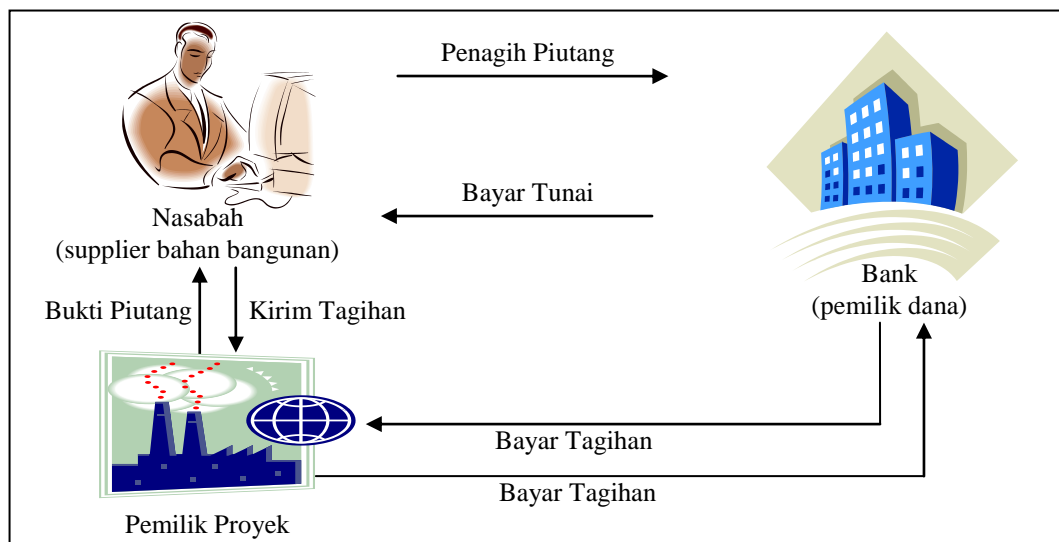 Penagih Piutang
Bayar Tunai
Nasabah
(supplier bahan bangunan)
Bank
(pemilik dana)
Bukti Piutang
Kirim Tagihan
Bayar Tagihan
Bayar Tagihan
Pemilik Proyek